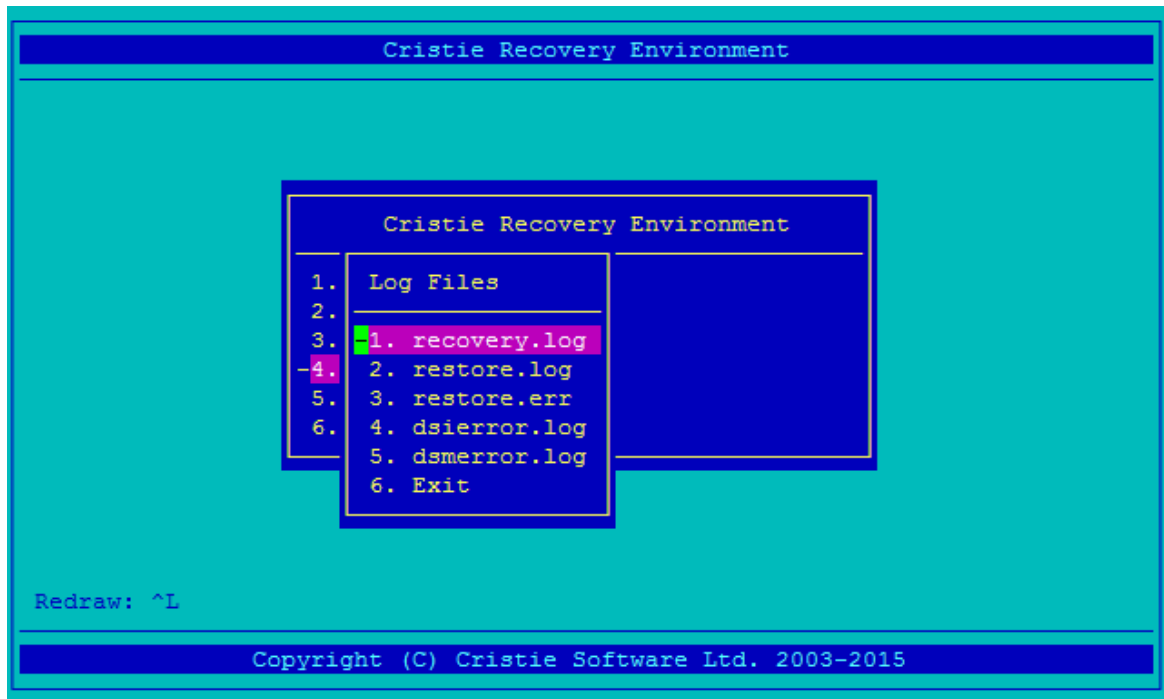 Cristie Recovery Environment
Cristie Recovery Environment
1. Log Files
2.
3. -1. recovery.log
-4. 2. restore.log
5. 3. restore.err
6. 4. dsierror.log
5. dsmerror.log
6. Exit
Redraw: ^L
Copyright (C) Cristie Software Ltd. 2003-2015